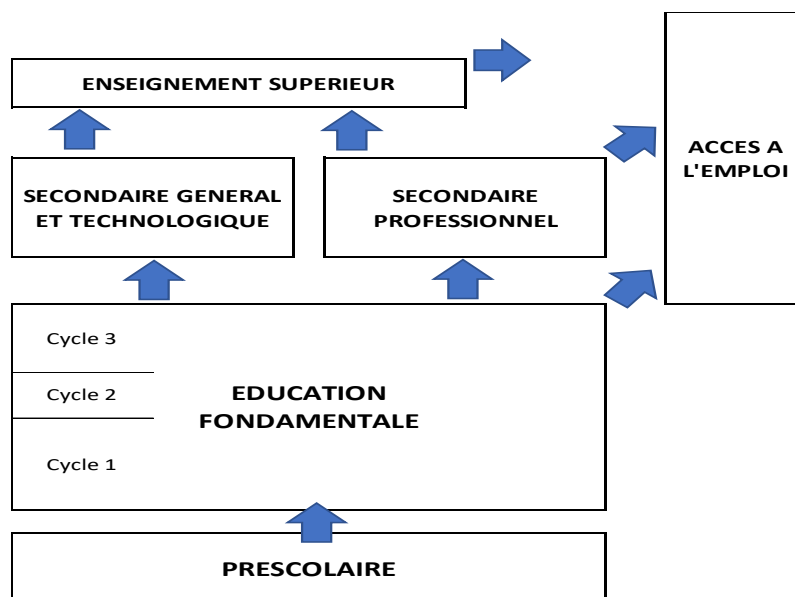 ENSEIGNEMENT SUPERIEUR
ACCES A
L'EMPLOI
SECONDAIRE GENERAL
ET TECHNOLOGIQUE
SECONDAIRE
PROFESSIONNEL
Cycle 3
Cycle 2
Cycle 1
EDUCATION
FONDAMENTALE
PRESCOLAIRE